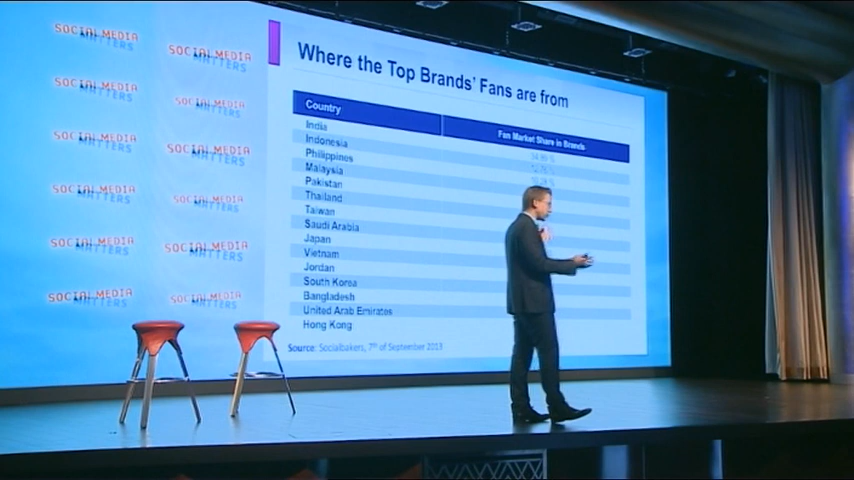 SOCIAL MEDIA
MATTERS
SOCIAL MEDIA
MATTERS
SOCIAL MEDIA
MATTERS
SOCIAL MEDIA
MATTERS
SOCIAL MEDIA
MATTERS
SOCIAL MEDIA
MATTERS
SOCIAL MEDIA
MATTERS
SOCIAL MEDIA
MATTERS
SOCIAL MEDIA
MATTERS
SOCIAL MEDIA
MATTERS
SOCIAL MEDIA
MATTERS
SOCIAL MEDIA
MATTERS
Where the Top Brands' Fans are from
Country
Fan Market Share in Brands
India
Indonesia
Philippines
Malaysia
Pakistan
Thailand
Taiwan
Saudi Arabia
Japan
Vietnam
Jordan
South Korea
Bangladesh
United Arab Emirates
Hong Kong
Source: Socialbakers, 7th of September 2013